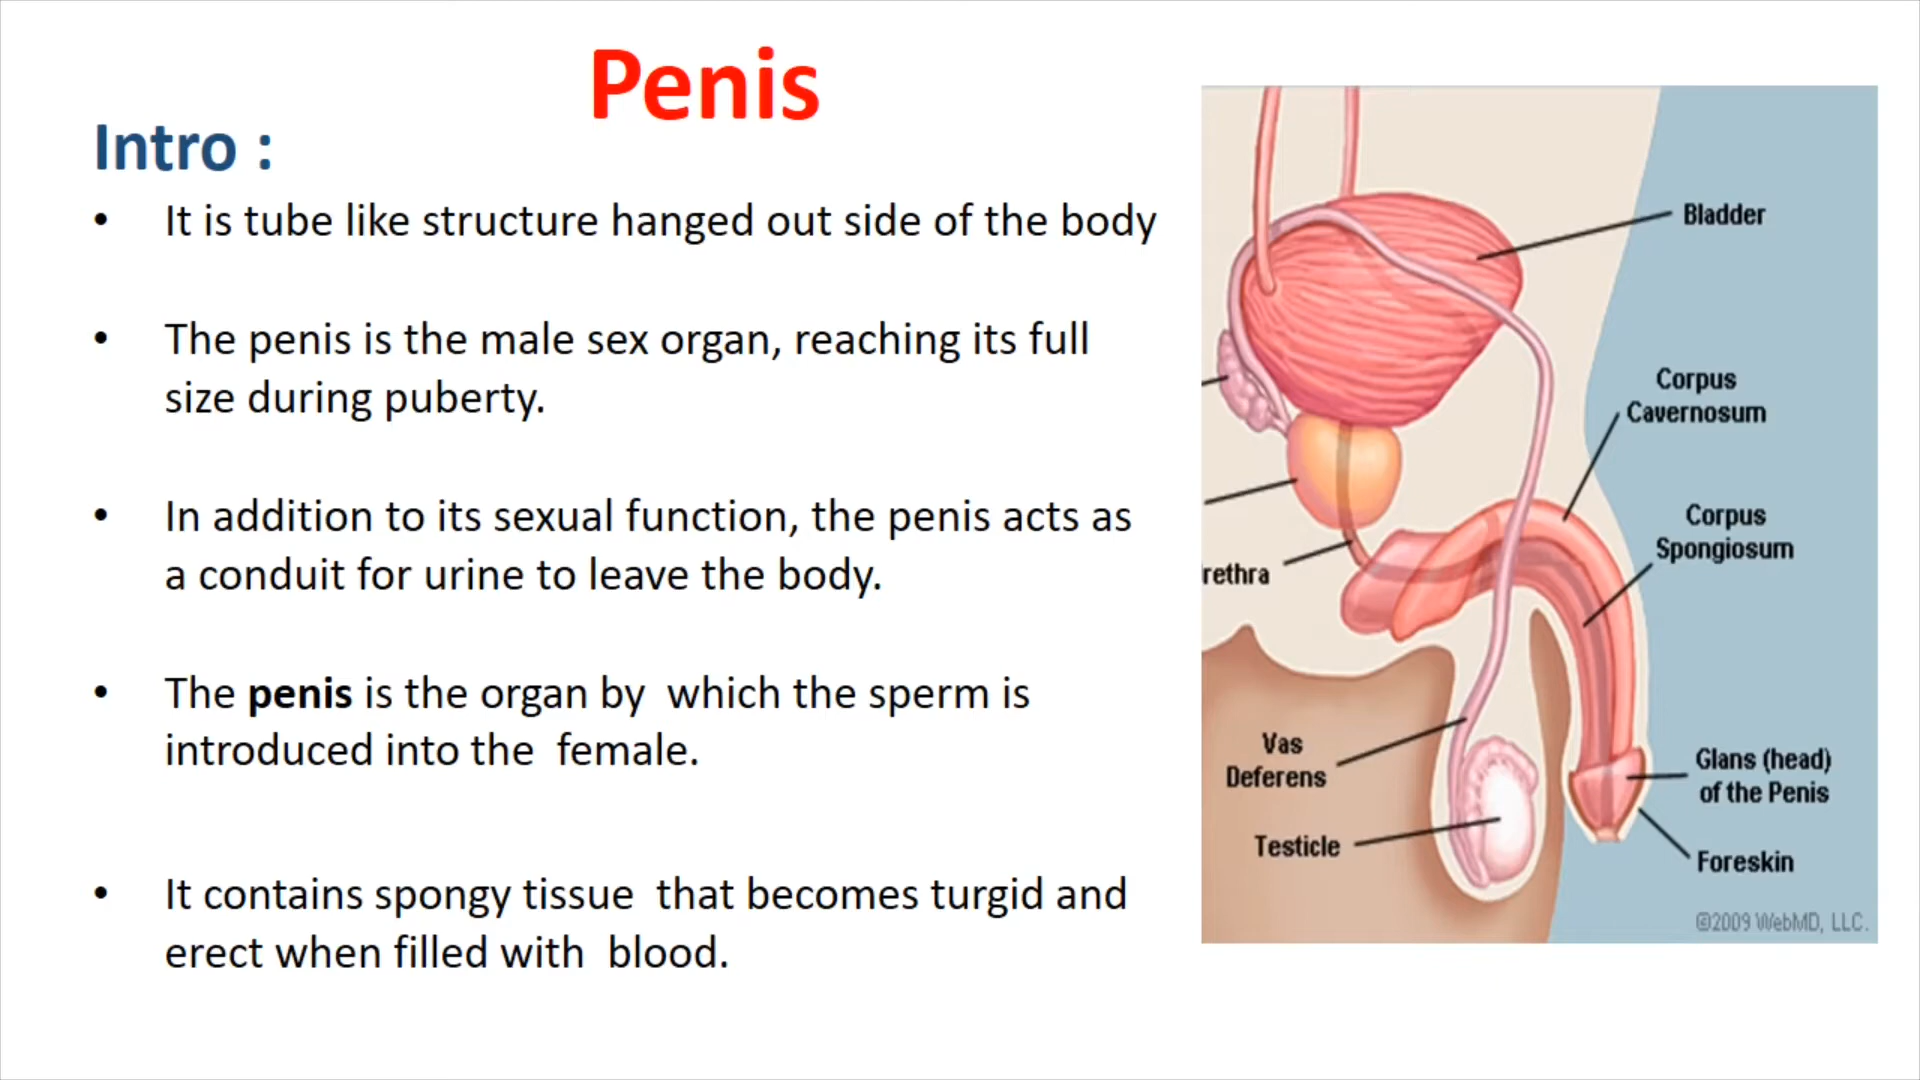 Penis
Intro :
• It is tube like structure hanged out side of the body
• The penis is the male sex organ, reaching its full
size during puberty.
• In addition to its sexual function, the penis acts as
a conduit for urine to leave the body.
• The penis is the organ by which the sperm is
introduced into the female.
• It contains spongy tissue that becomes turgid and
erect when filled with blood.
Bladder
Corpus
Cavernosum
Corpus
Spongiosum
rethra
Vas
Deferens
Glans (head)
of the Penis
Testicle
Foreskin
©2009 WebMD, LLC.